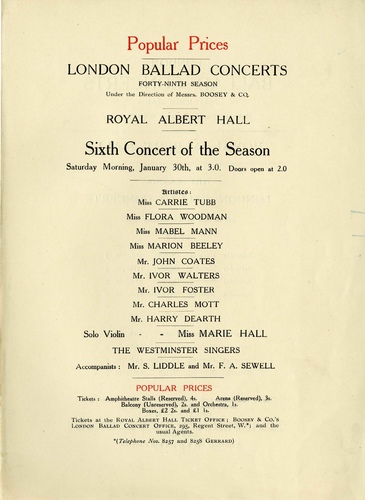 Popular Prices
LONDON BALLAD CONCERTS
FORTY-NINTH SEASON
Under the Direction of Messrs. BOOSEY & CO.
ROYAL ALBERT HALL
Sixth Concert of the Season
Saturday Morning, January 30th, at 3.0. Doors open at 2.0
Artistes:
Miss CARRIE TUBB
Miss FLORA WOODMAN
Miss MABEL MANN
Miss MARION BEELEY
Mr. JOHN COATES
Mr. IVOR WALTERS
Mr. IVOR FOSTER
Mr. CHARLES MOTT
Mr. HARRY DEARTH
Solo Violin - - Miss MARIE HALL
THE WESTMINSTER SINGERS
Accompanists: Mr. S. LIDDLE and Mr. F. A. SEWELL
POPULAR PRICES
Tickets: Amphitheatre Stalls (Reserved), 4s. Arena (Reserved), 3s.
Balcony (Unreserved), 2s. and Orchestra, 1s.
Boxes, £2 2s. and £1 1s.
Tickets at the ROYAL ALBERT HALL TICKET OFFICE; BOOSEY & CO.'S
LONDON BALLAD CONCERT OFFICE, 295, Regent Street, W.*; and the
usual Agents.
*(Telephone Nos. 8257 and 8258 GERRARD)